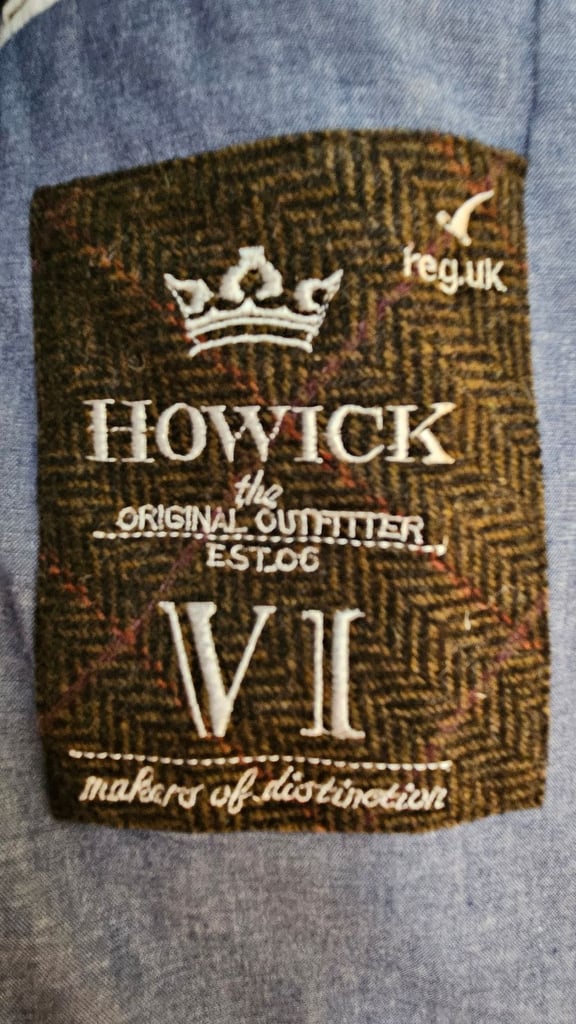 reg.uk
HOWICK
the
ORIGINAL OUTFITTER
EST.06
VI
makers of distinction